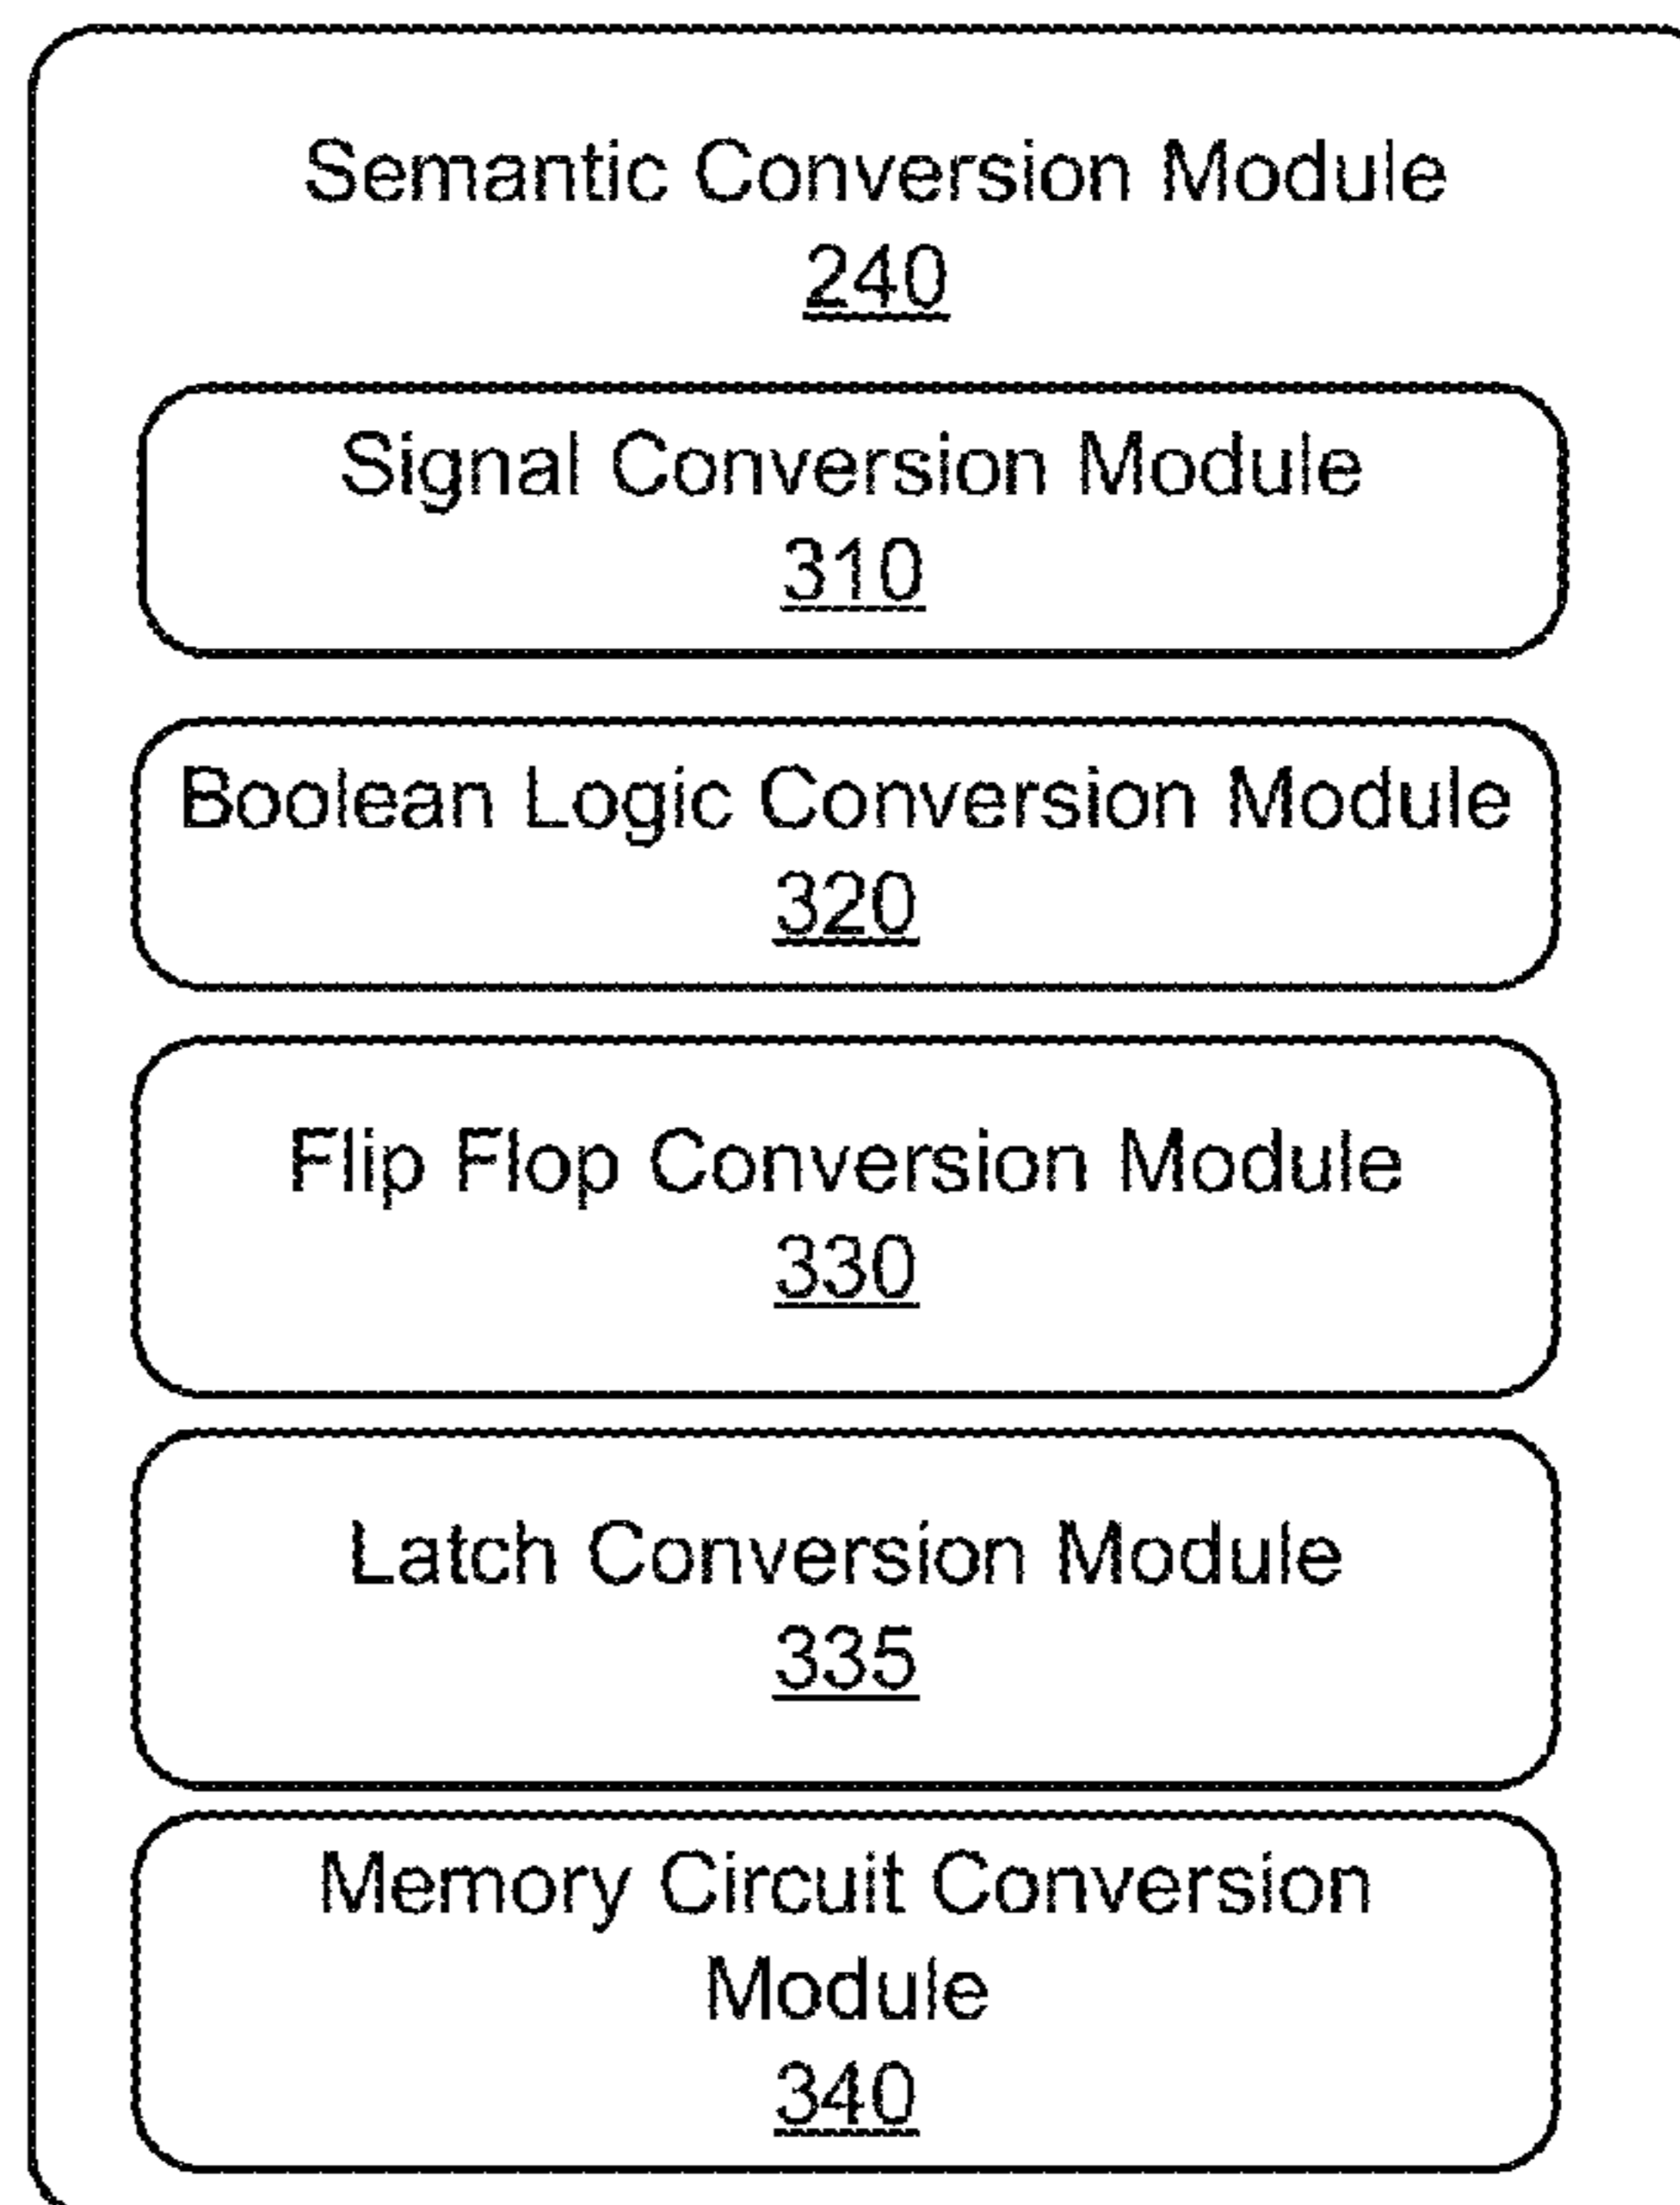 Semantic Conversion Module
240
Signal Conversion Module
310
Boolean Logic Conversion Module
320
Flip Flop Conversion Module
330
Latch Conversion Module
335
Memory Circuit Conversion
Module
340